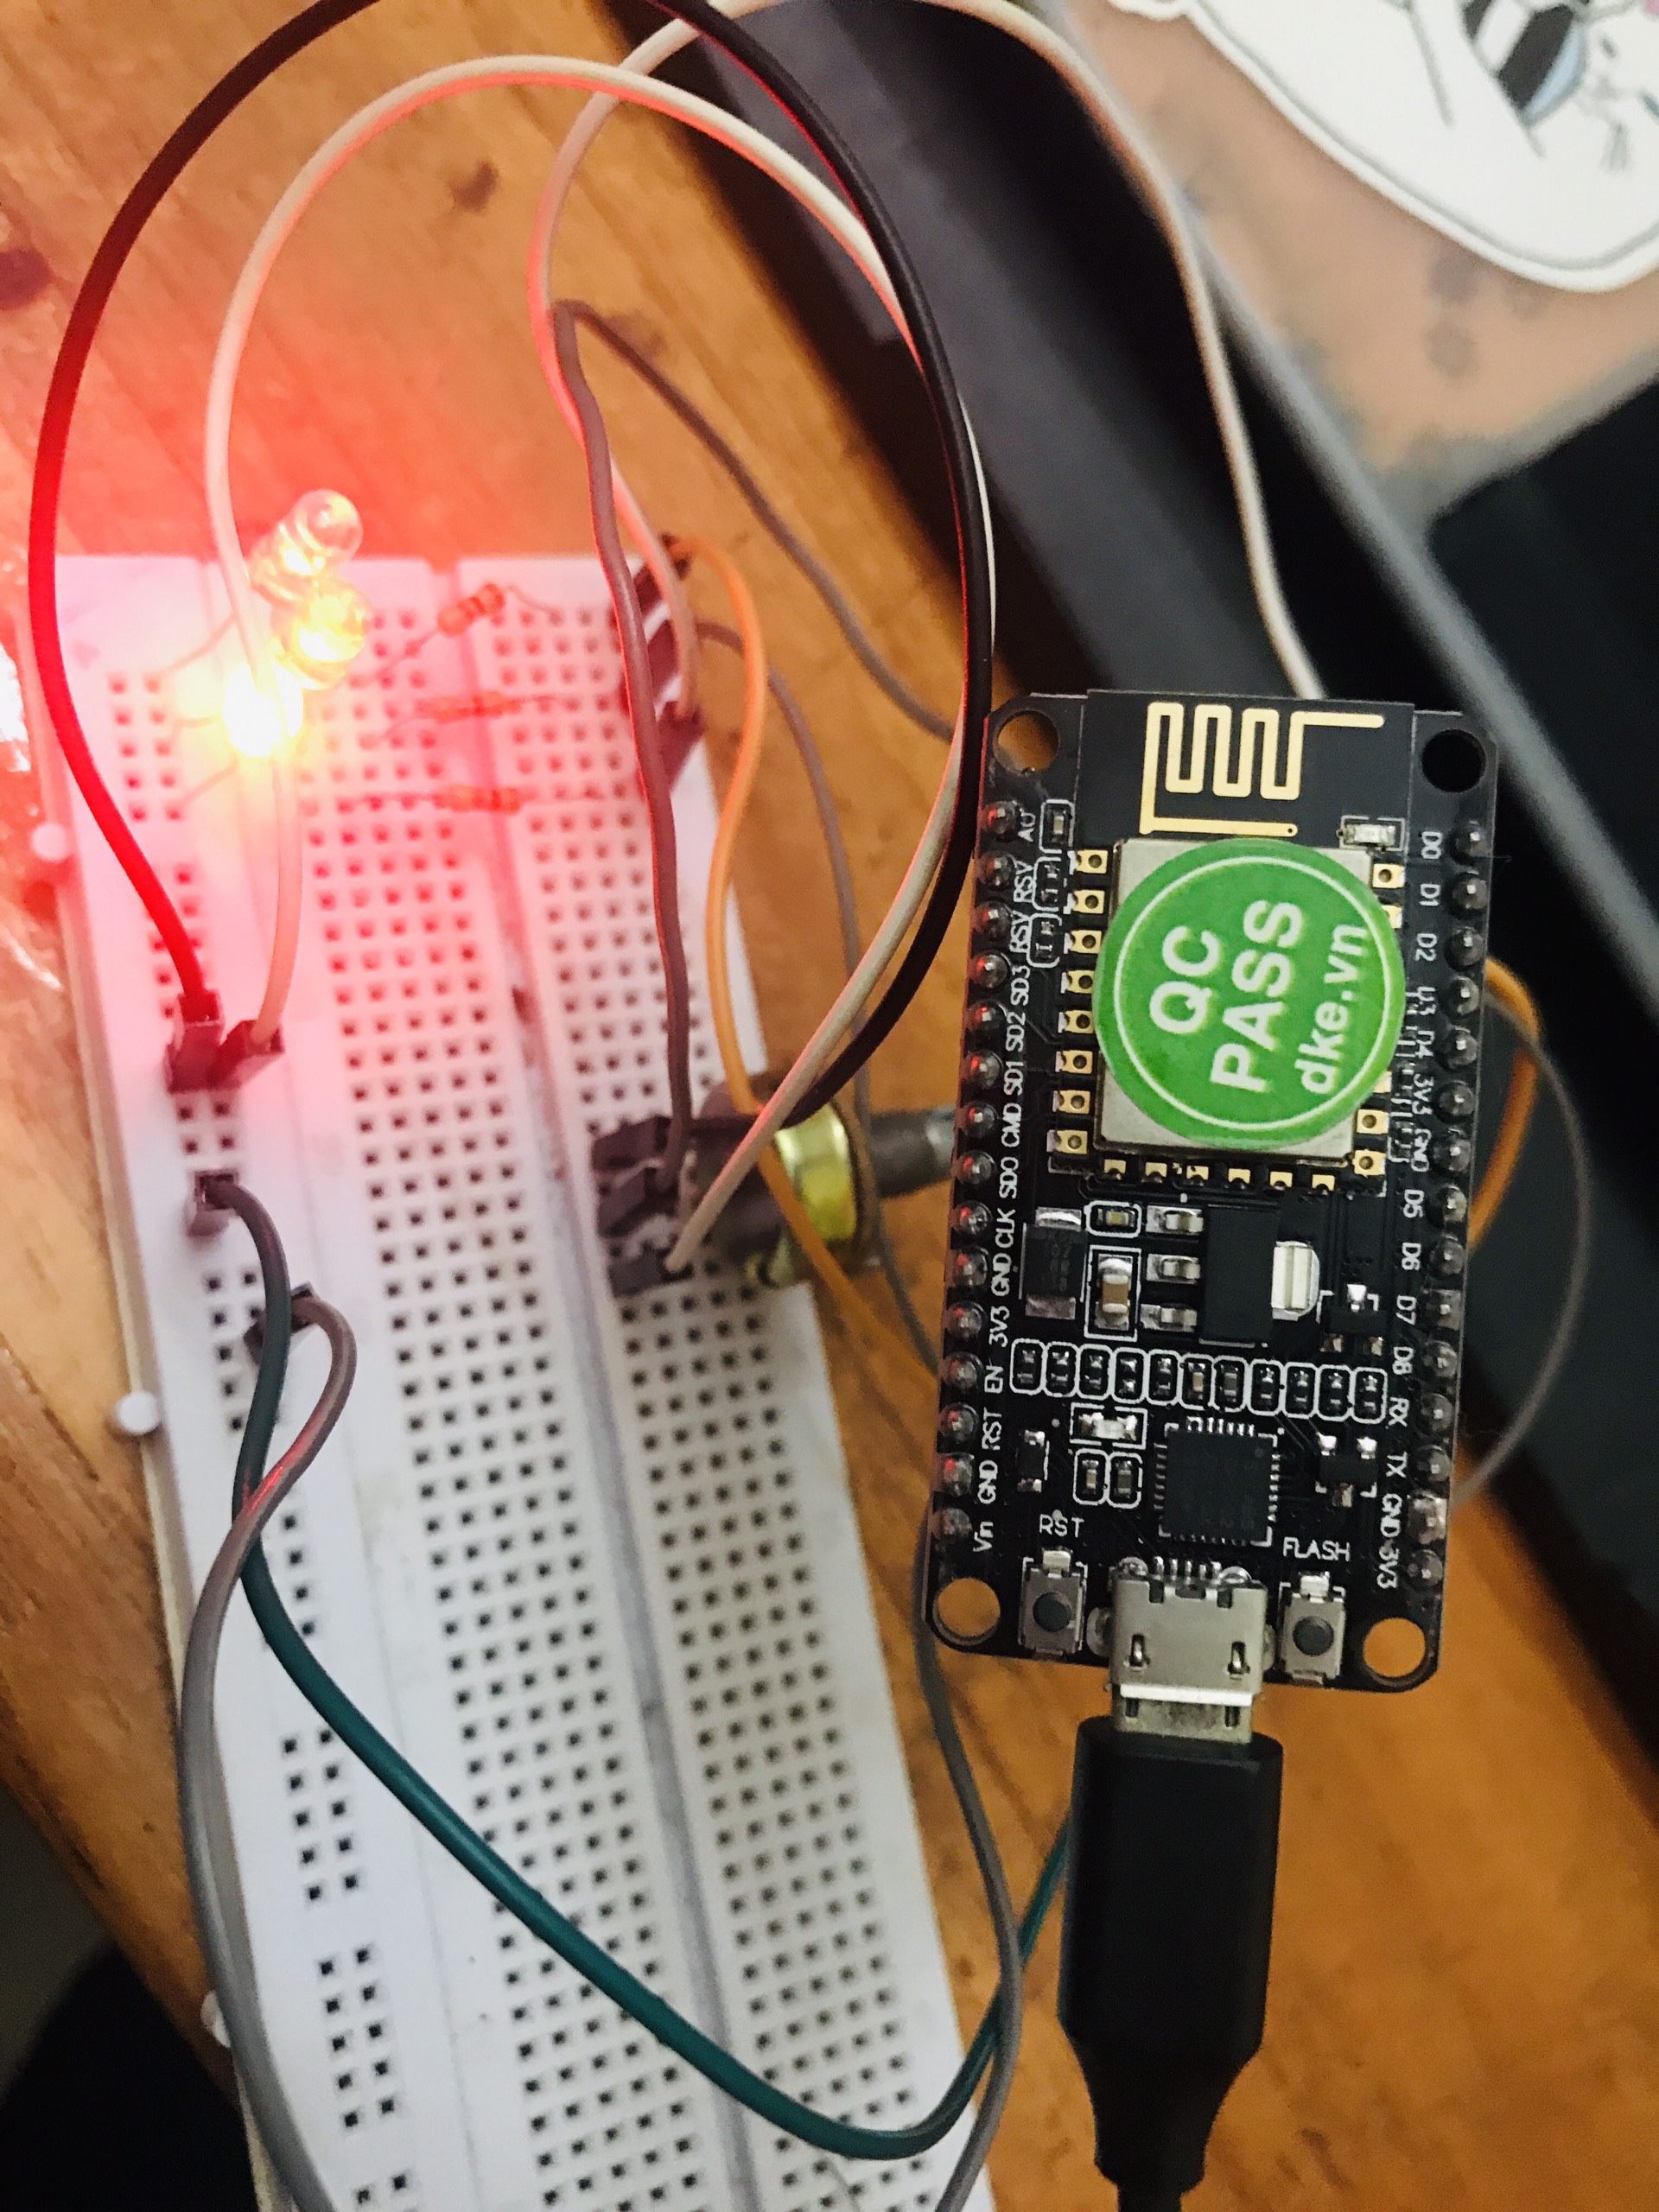 QC
PASS
dke.vn
A0
RSV
RSV
SD3
SD2
SD1
CMD
SD0
CLK
GND
3V3
EN
RST
GND
Vin
D0
D1
D2
D4
3V3
GND
D5
D6
D7
D8
RX
TX
GND
3V3
RST
FLASH